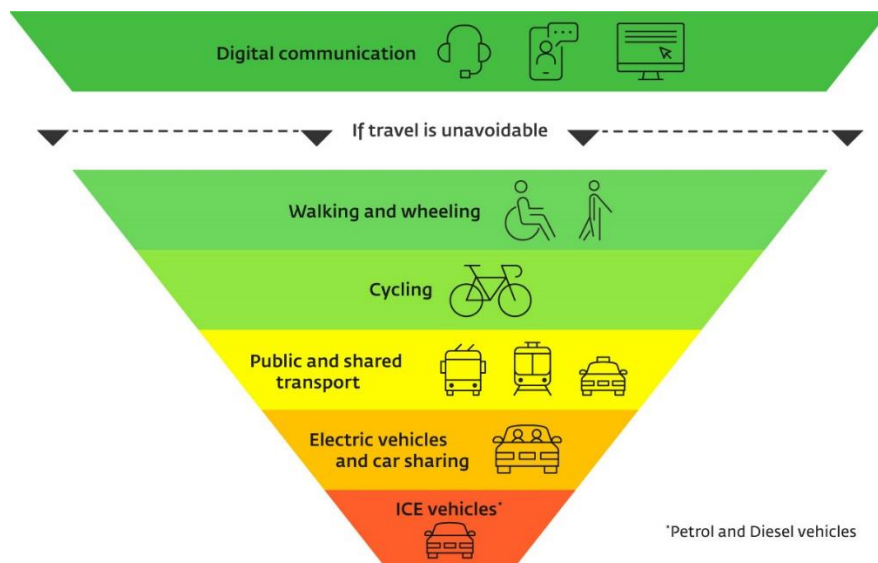 Digital communication
If travel is unavoidable
Walking and wheeling
Cycling
Public and shared
transport
Electric vehicles
and car sharing
ICE vehicles*
*Petrol and Diesel vehicles